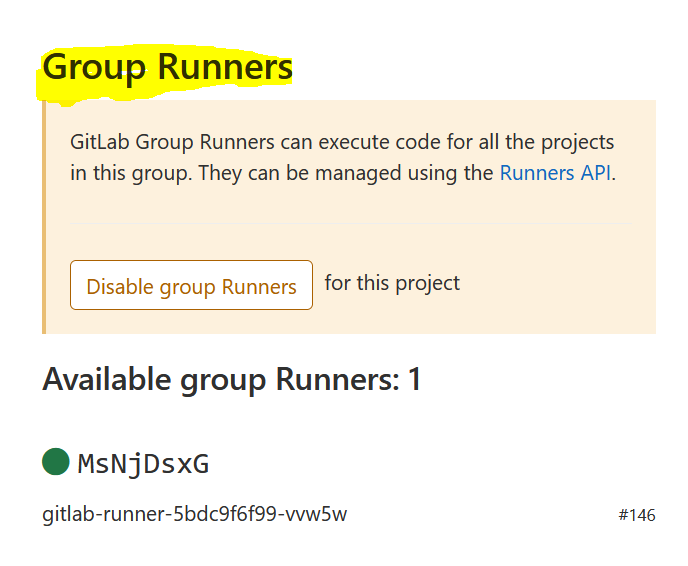 Group Runners
GitLab Group Runners can execute code for all the projects
in this group. They can be managed using the Runners API.
Disable group Runners for this project
Available group Runners: 1
MsNjDsxG
gitlab-runner-5bdc9f6f99-vvw5w #146